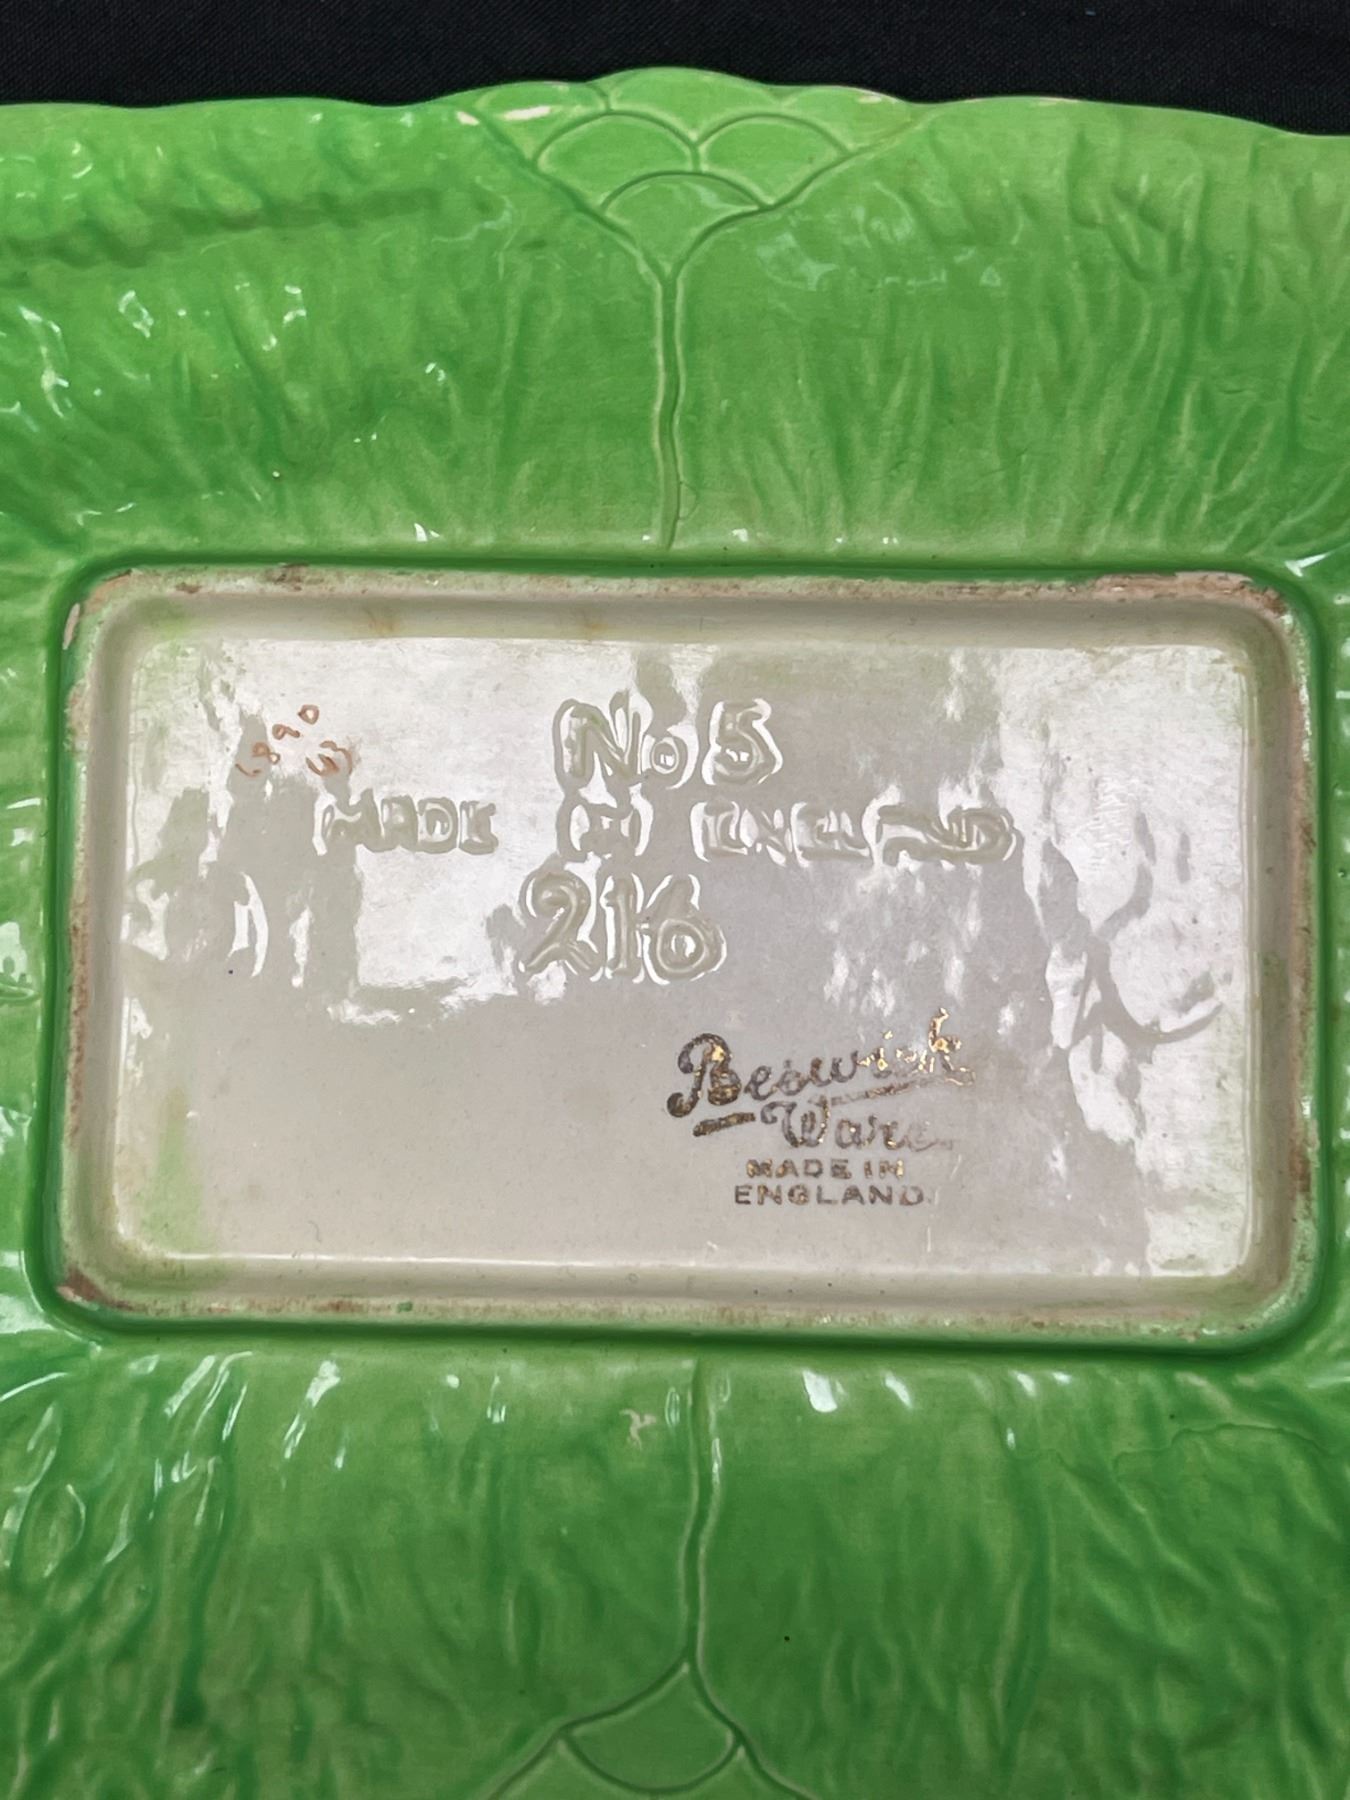 No 5
MADE IN ENGLAND
216
Beswick
Ware
MADE IN
ENGLAND.